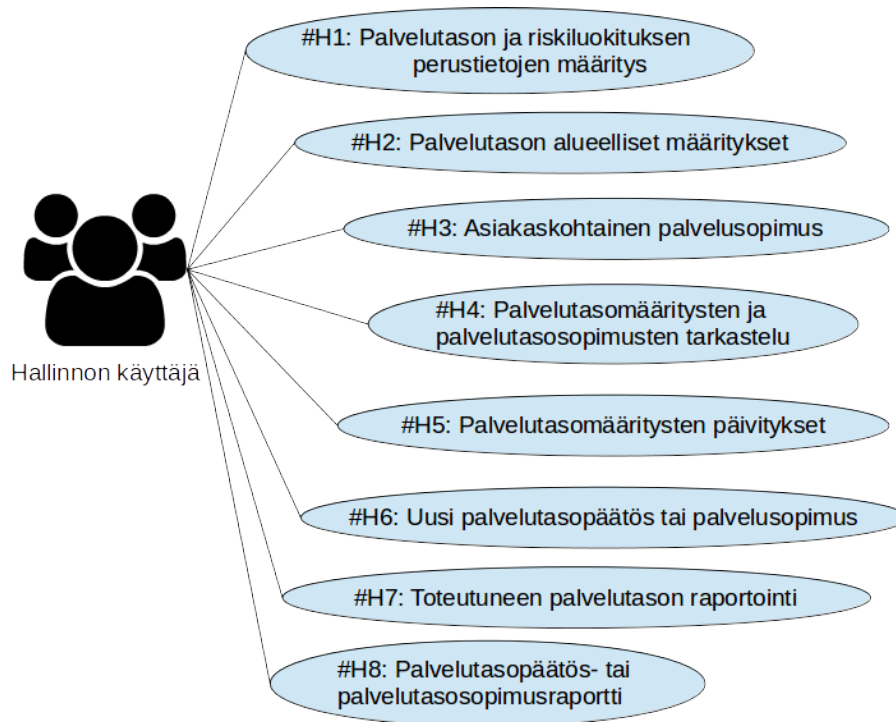 #H1: Palvelutason ja riskiluokituksen
perustietojen määritys
#H2: Palvelutason alueelliset määritykset
#H3: Asiakaskohtainen palvelusopimus
#H4: Palvelutasomääritysten ja
palvelutasosopimusten tarkastelu
Hallinnon käyttäjä
#H5: Palvelutasomääritysten päivitykset
#H6: Uusi palvelutasopäätös tai palvelusopimus
#H7: Toteutuneen palvelutason raportointi
#H8: Palvelutasopäätös- tai
palvelutasosopimusraportti